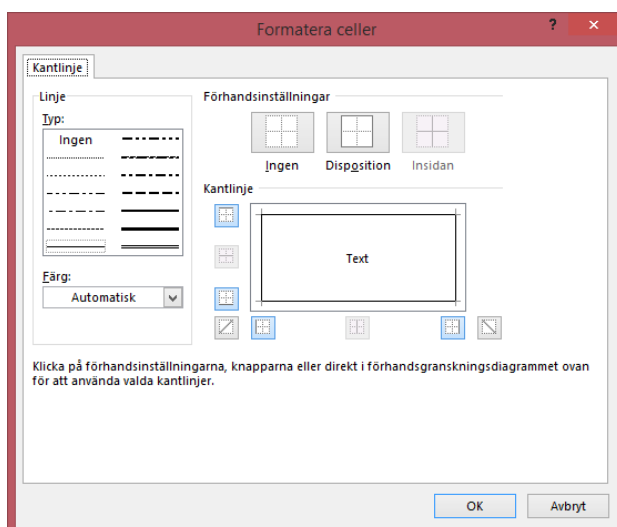 Formatera celler
?
×
Kantlinje
Linje
Typ:
Ingen
Färg:
Automatisk
Förhandsinställningar
Ingen
Disposition
Insidan
Kantlinje
Text
Klicka på förhandsinställningarna, knapparna eller direkt i förhandsgranskningsdiagrammet ovan
för att använda valda kantlinjer.
OK
Avbryt